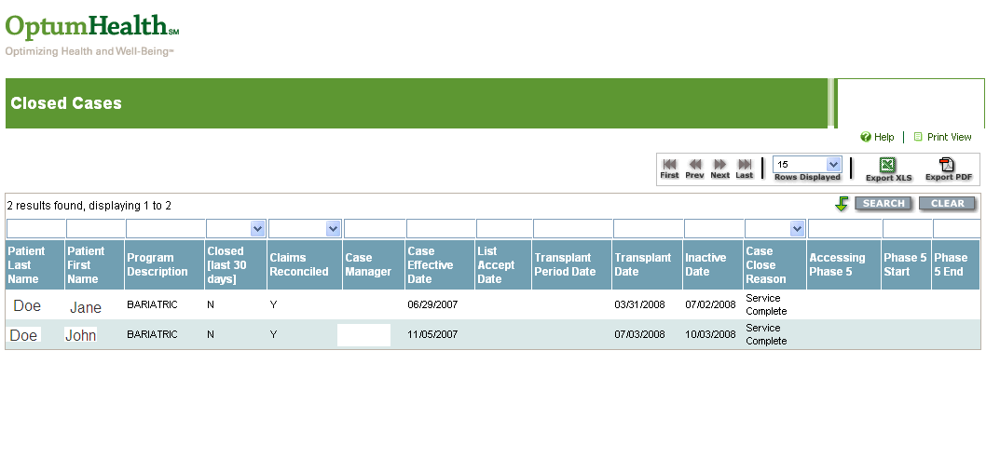 OptumHealth SM
Optimizing Health and Well-Being℠
Closed Cases
Help | Print View
First Prev Next Last 15 Rows Displayed Export XLS Export PDF
2 results found, displaying 1 to 2 SEARCH CLEAR
Patient Last Name Patient First Name Program Description Closed [last 30 days] Claims Reconciled Case Manager Case Effective Date List Accept Date Transplant Period Date Transplant Date Inactive Date Case Close Reason Accessing Phase 5 Phase 5 Start Phase 5 End
Doe Jane BARIATRIC N Y 06/29/2007 03/31/2008 07/02/2008 Service Complete
Doe John BARIATRIC N Y 11/05/2007 07/03/2008 10/03/2008 Service Complete